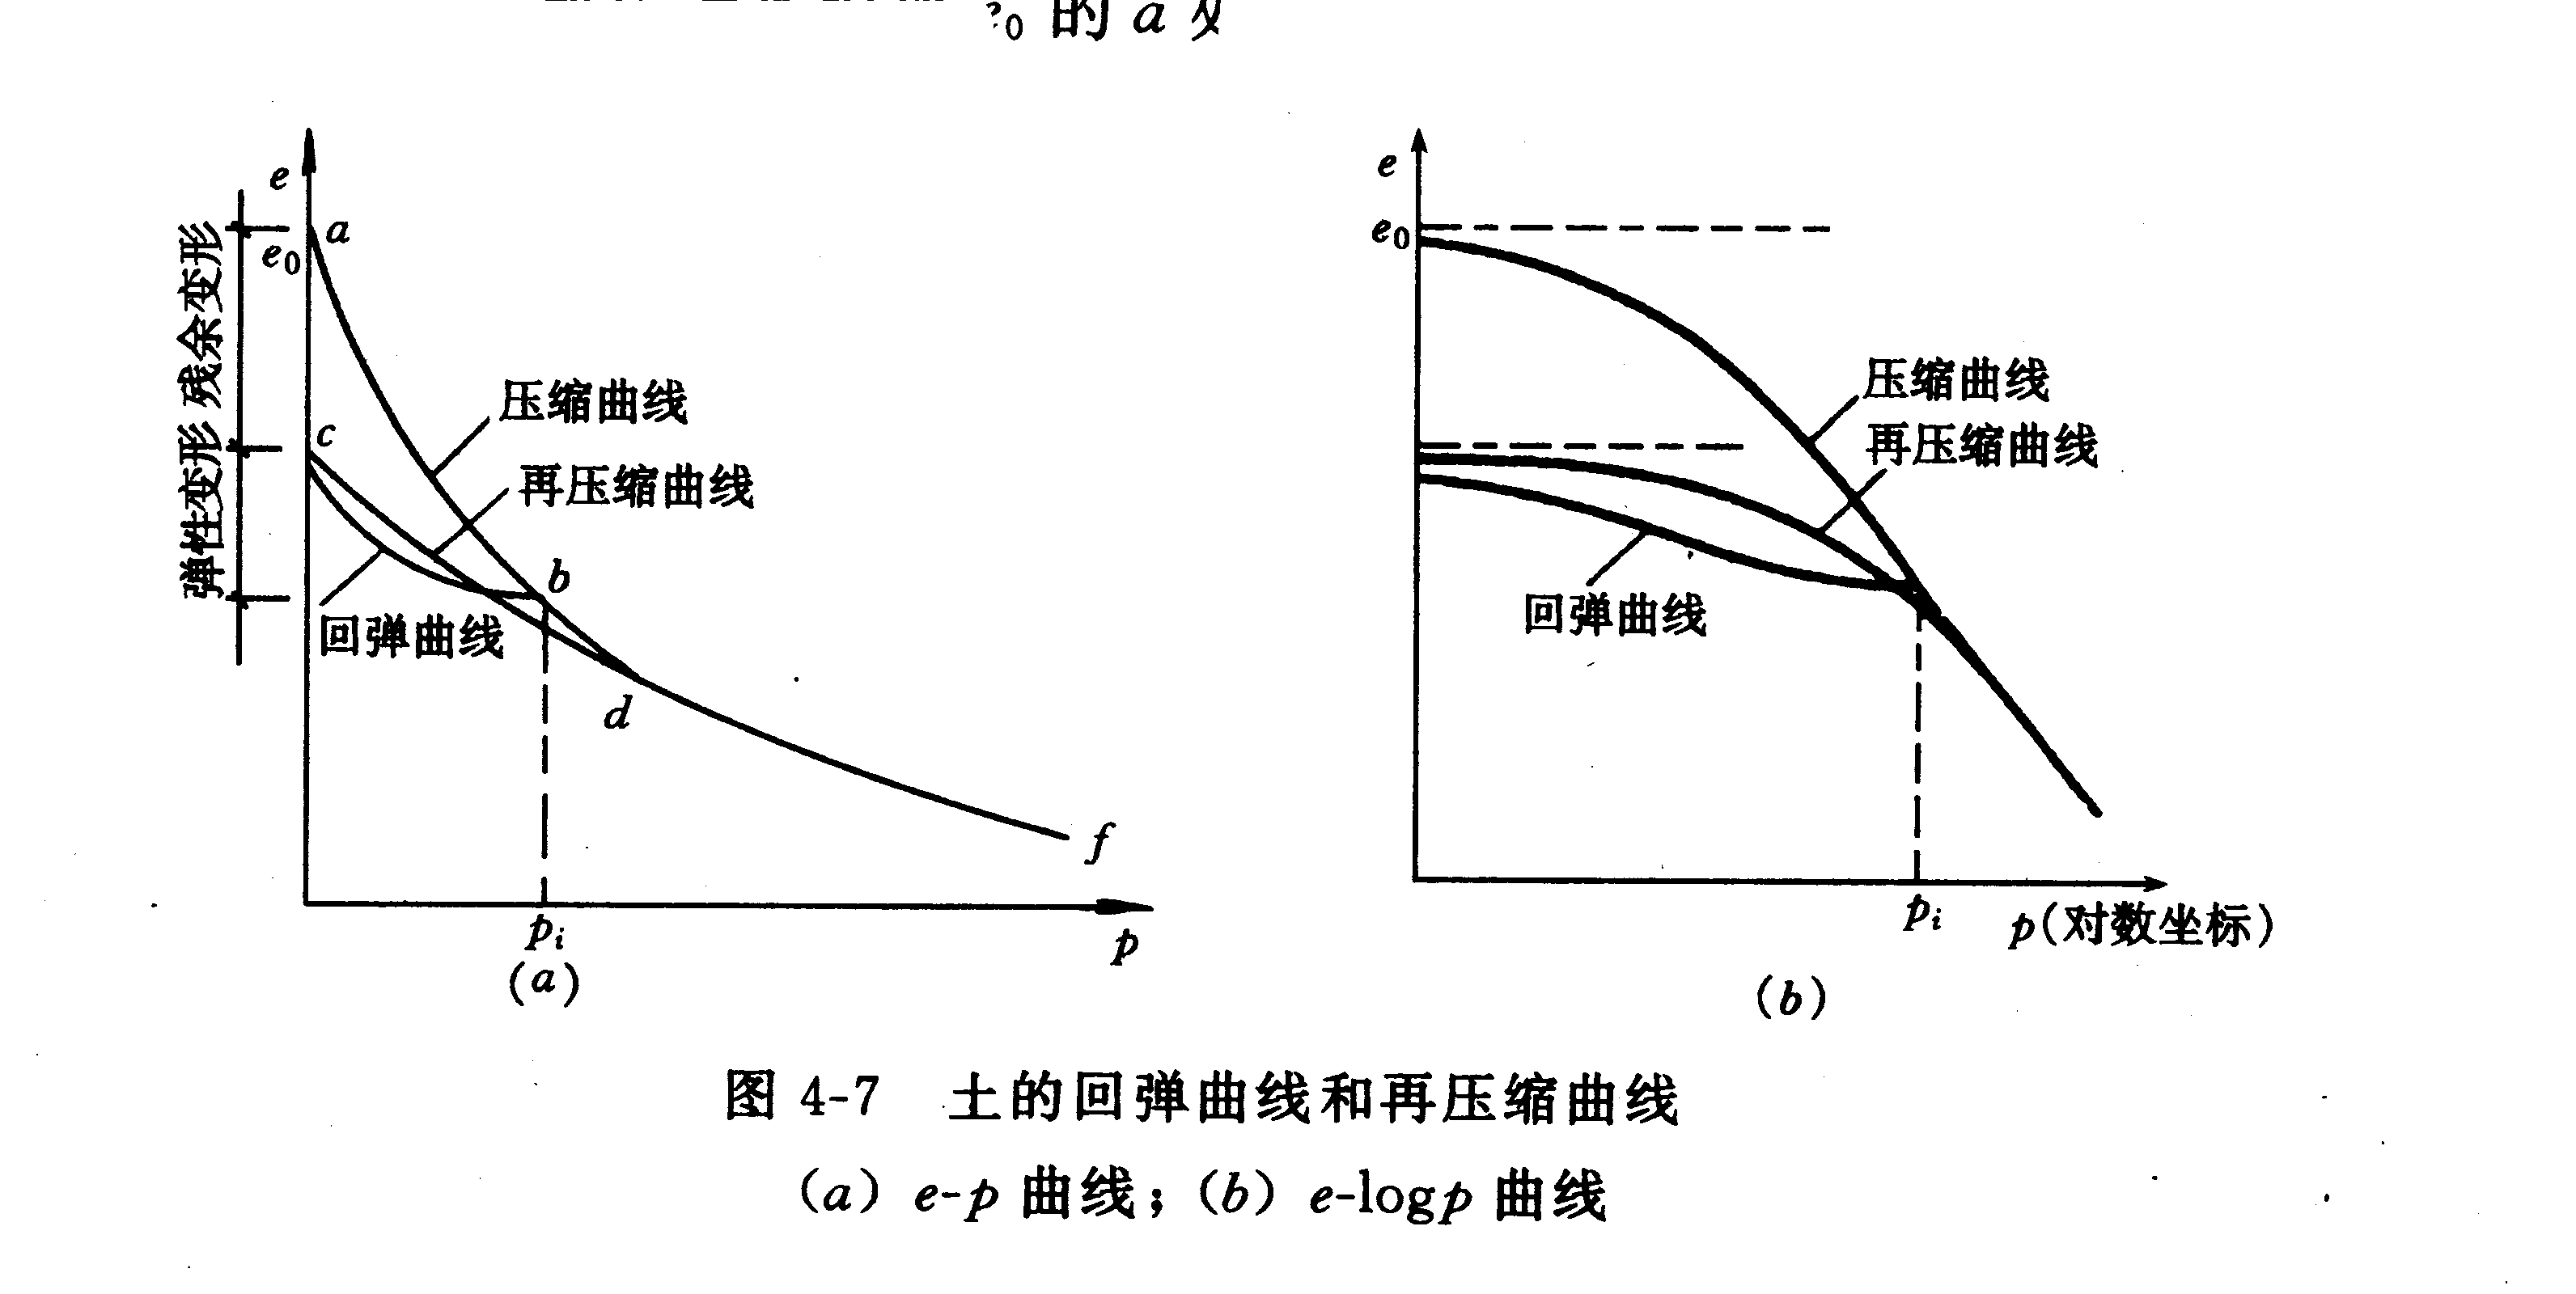 的 a
e
a
e₀
残余变形
c
弹性变形
压缩曲线
再压缩曲线
b
回弹曲线
d
f
pᵢ
p
(a)
e
e₀
压缩曲线
再压缩曲线
回弹曲线
pᵢ
p(对数坐标)
(b)
图 4-7 土的回弹曲线和再压缩曲线
(a) e-p 曲线；(b) e-logp 曲线